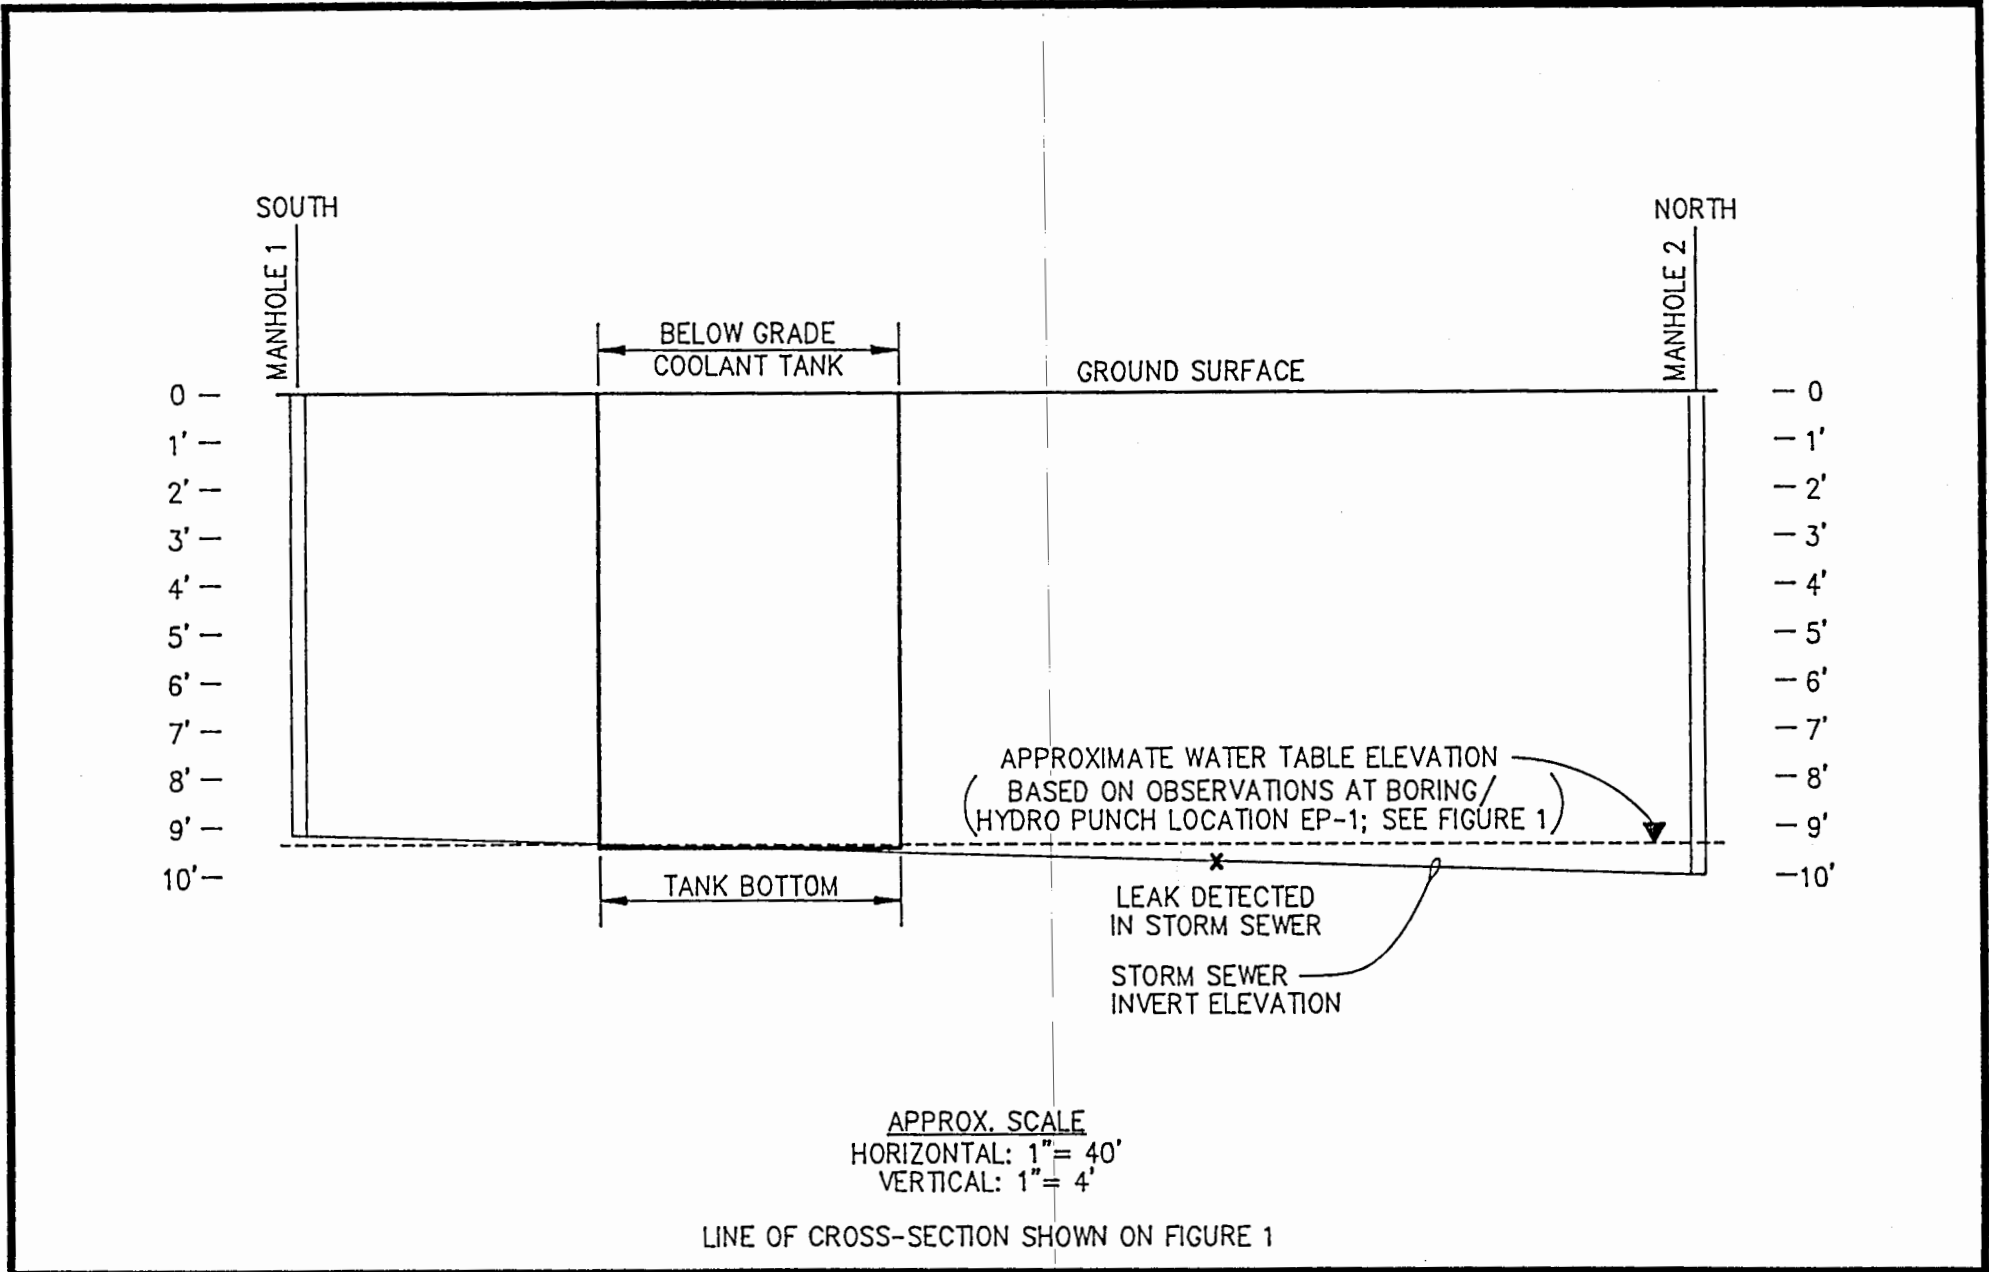 SOUTH
NORTH
MANHOLE 1
MANHOLE 2
BELOW GRADE
COOLANT TANK
GROUND SURFACE
0
1'
2'
3'
4'
5'
6'
7'
8'
9'
10'
0
1'
2'
3'
4'
5'
6'
7'
8'
9'
10'
APPROXIMATE WATER TABLE ELEVATION
(BASED ON OBSERVATIONS AT BORING/
HYDRO PUNCH LOCATION EP-1; SEE FIGURE 1)
TANK BOTTOM
X
LEAK DETECTED
IN STORM SEWER
STORM SEWER
INVERT ELEVATION
APPROX. SCALE
HORIZONTAL: 1"= 40'
VERTICAL: 1"= 4'
LINE OF CROSS-SECTION SHOWN ON FIGURE 1